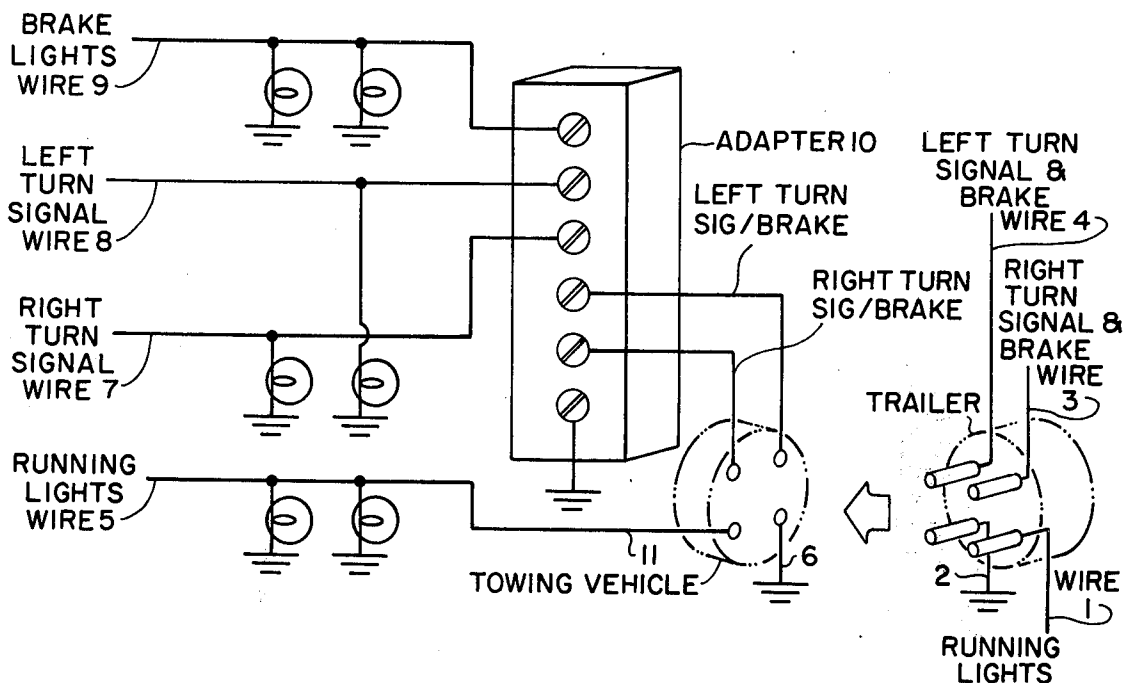 BRAKE
LIGHTS
WIRE 9
LEFT
TURN
SIGNAL
WIRE 8
RIGHT
TURN
SIGNAL
WIRE 7
RUNNING
LIGHTS
WIRE 5
ADAPTER 10
LEFT TURN
SIG/BRAKE
RIGHT TURN
SIG/BRAKE
11
6
TOWING VEHICLE
LEFT TURN
SIGNAL &
BRAKE
WIRE 4
RIGHT
TURN
SIGNAL &
BRAKE
WIRE
3
TRAILER
2
WIRE
1
RUNNING
LIGHTS